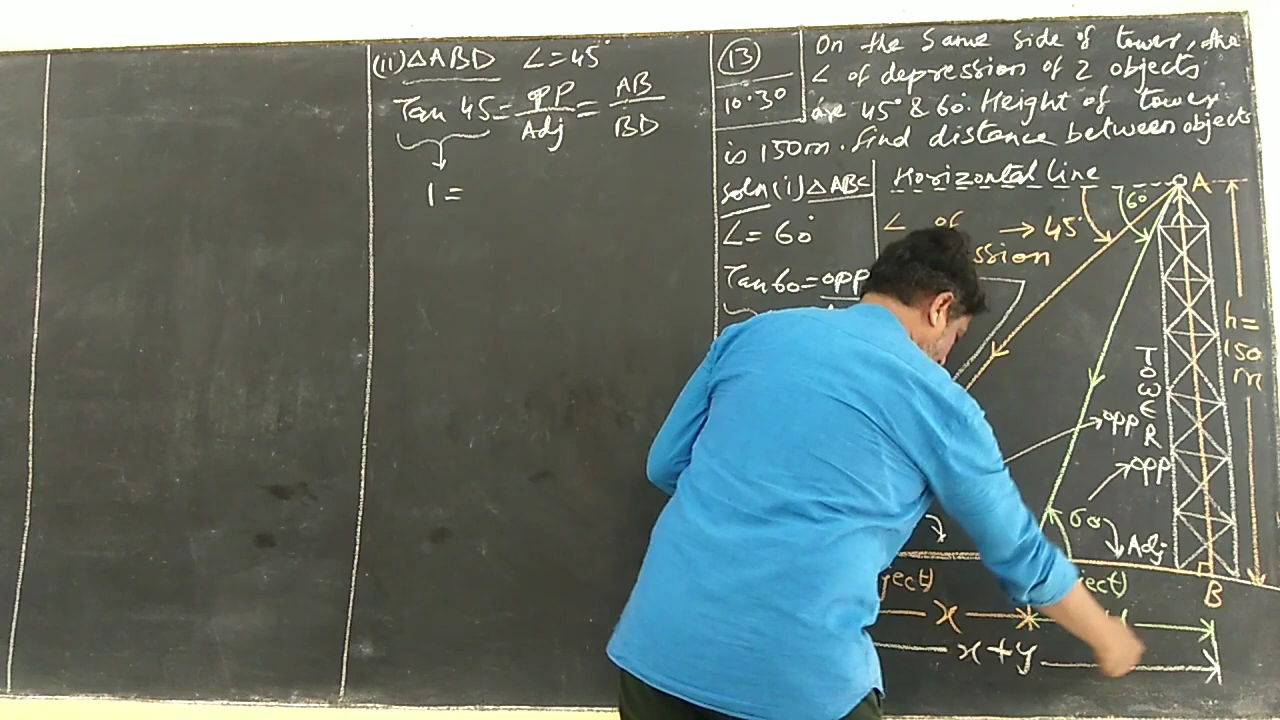 (ii) △ABD ∠=45°
Tan 45 = opp/Adj = AB/BD
1 =
(13)
10.30
On the same side of tower, the
∠ of depression of 2 objects
are 45° & 60°. Height of tower
is 150m. find distance between objects
soln (i) △ABC
∠= 60°
Tan 60 = opp
Horizontal line
A
60
∠ of → 45°
ssion
h=
150
m
TOWER
opp
opp
60
Adj
B
ject)
ject)
x
x+y